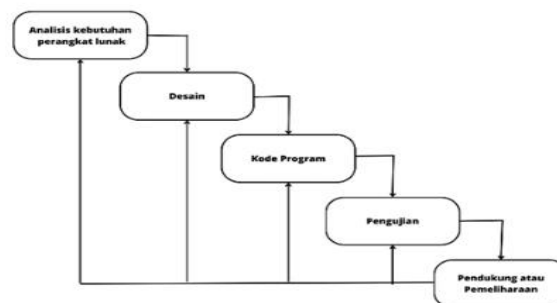 Analisis kebutuhan
perangkat lunak
Desain
Kode Program
Pengujian
Pendukung atau
Pemeliharaan